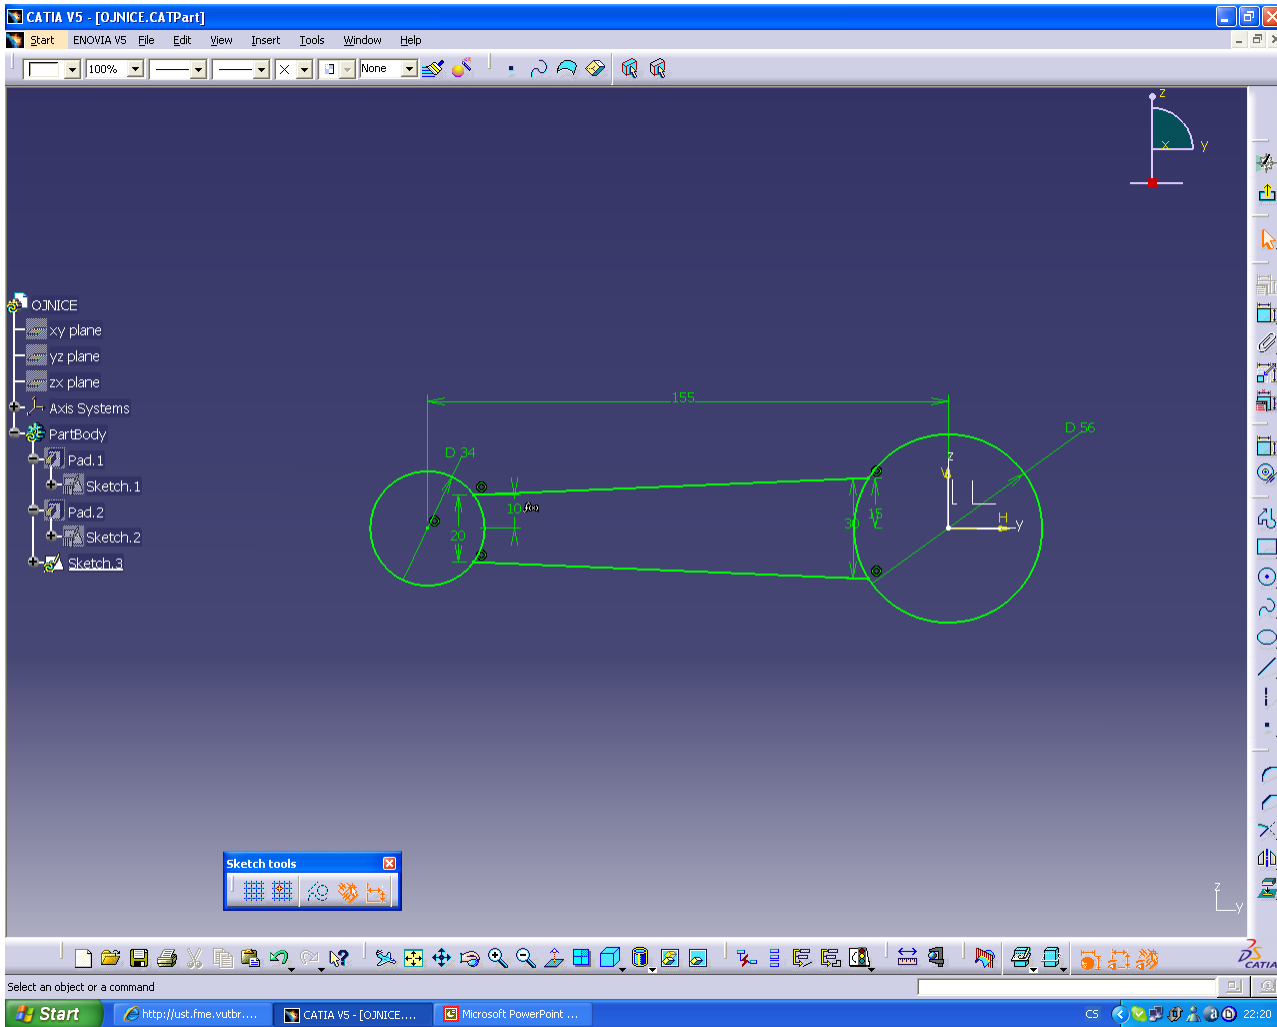 CATIA V5 - [OJNICE.CATPart]
Start ENOVIA V5 File Edit View Insert Tools Window Help
100% None
z
x y
OJNICE
xy plane
yz plane
zx plane
Axis Systems
PartBody
Pad.1
Sketch.1
Pad.2
Sketch.2
Sketch.3
155
D 34
D 56
10
20
30
15
z
V
H
y
Sketch tools
z
y
CATIA
Select an object or a command
Start http://ust.fme.vutbr.... CATIA V5 - [OJNICE.... Microsoft PowerPoint ... CS 22:20